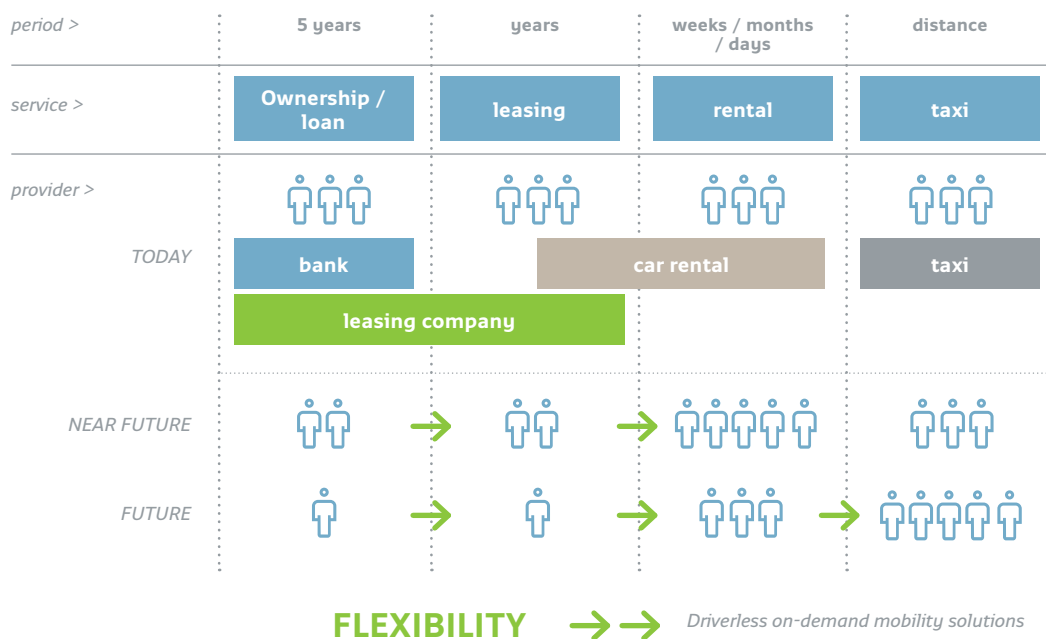 period >
5 years
years
weeks / months
/ days
distance
service >
Ownership /
loan
leasing
rental
taxi
provider >
TODAY
bank
car rental
taxi
leasing company
NEAR FUTURE
FUTURE
FLEXIBILITY
Driverless on-demand mobility solutions